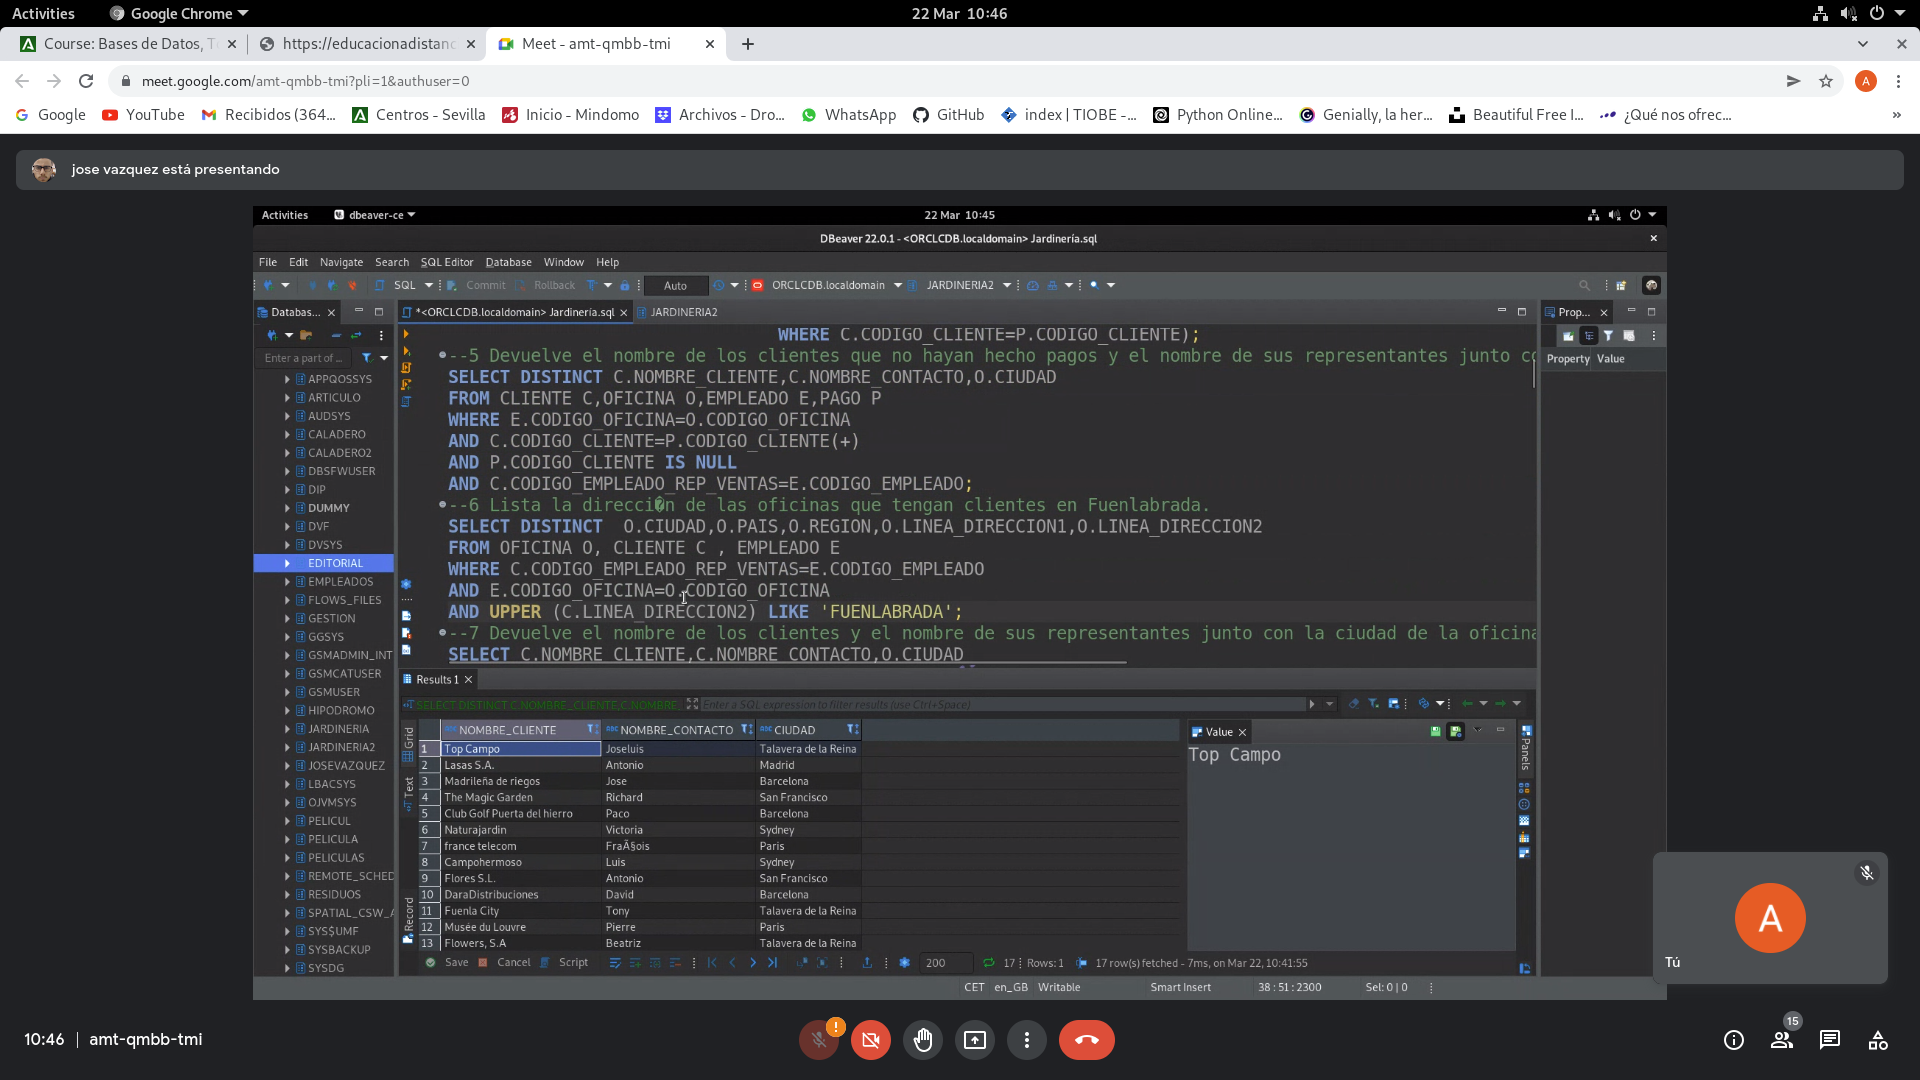 Activities
Google Chrome
22 Mar 10:46
Course: Bases de Datos, T
https://educacionadistanc
Meet - amt-qmbb-tmi
meet.google.com/amt-qmbb-tmi?pli=1&authuser=0
A
Google
YouTube
Recibidos (364...
Centros - Sevilla
Inicio - Mindomo
Archivos - Dro...
WhatsApp
GitHub
index | TIOBE -...
Python Online...
Genially, la her...
Beautiful Free I...
¿Qué nos ofrec...
jose vazquez está presentando
Activities
dbeaver-ce
22 Mar 10:45
DBeaver 22.0.1 - <ORCLCDB.localdomain> Jardinería.sql
File Edit Navigate Search SQL Editor Database Window Help
SQL
Commit
Rollback
Auto
ORCLCDB.localdomain
JARDINERIA2
Databas...
*<ORCLCDB.localdomain> Jardinería.sql
JARDINERIA2
Prop...
Enter a part of ...
Property
Value
APPQOSSYS
ARTICULO
AUDSYS
CALADERO
CALADERO2
DBSFWUSER
DIP
DUMMY
DVF
DVSYS
EDITORIAL
EMPLEADOS
FLOWS_FILES
GESTION
GGSYS
GSMADMIN_INT
GSMCATUSER
GSMUSER
HIPODROMO
JARDINERIA
JARDINERIA2
JOSEVAZQUEZ
LBACSYS
OJVMSYS
PELICUL
PELICULA
PELICULAS
REMOTE_SCHED
RESIDUOS
SPATIAL_CSW_A
SYS$UMF
SYSBACKUP
SYSDG
WHERE C.CODIGO_CLIENTE=P.CODIGO_CLIENTE);
--5 Devuelve el nombre de los clientes que no hayan hecho pagos y el nombre de sus representantes junto co
SELECT DISTINCT C.NOMBRE_CLIENTE,C.NOMBRE_CONTACTO,O.CIUDAD
FROM CLIENTE C,OFICINA O,EMPLEADO E,PAGO P
WHERE E.CODIGO_OFICINA=O.CODIGO_OFICINA
AND C.CODIGO_CLIENTE=P.CODIGO_CLIENTE(+)
AND P.CODIGO_CLIENTE IS NULL
AND C.CODIGO_EMPLEADO_REP_VENTAS=E.CODIGO_EMPLEADO;
--6 Lista la direcci�n de las oficinas que tengan clientes en Fuenlabrada.
SELECT DISTINCT  O.CIUDAD,O.PAIS,O.REGION,O.LINEA_DIRECCION1,O.LINEA_DIRECCION2
FROM OFICINA O, CLIENTE C , EMPLEADO E
WHERE C.CODIGO_EMPLEADO_REP_VENTAS=E.CODIGO_EMPLEADO
AND E.CODIGO_OFICINA=O.CODIGO_OFICINA
AND UPPER (C.LINEA_DIRECCION2) LIKE 'FUENLABRADA';
--7 Devuelve el nombre de los clientes y el nombre de sus representantes junto con la ciudad de la oficina
SELECT C.NOMBRE_CLIENTE,C.NOMBRE_CONTACTO,O.CIUDAD
Results 1
SELECT DISTINCT C.NOMBRE_CLIENTE,C.NOMBRE_
Enter a SQL expression to filter results (use Ctrl+Space)
Grid
Text
Record
NOMBRE_CLIENTE NOMBRE_CONTACTO CIUDAD
1 Top Campo Joseluis Talavera de la Reina
2 Lasas S.A. Antonio Madrid
3 Madrileña de riegos Jose Barcelona
4 The Magic Garden Richard San Francisco
5 Club Golf Puerta del hierro Paco Barcelona
6 Naturajardin Victoria Sydney
7 france telecom FraÃ§ois Paris
8 Campohermoso Luis Sydney
9 Flores S.L. Antonio San Francisco
10 DaraDistribuciones David Barcelona
11 Fuenla City Tony Talavera de la Reina
12 Musée du Louvre Pierre Paris
13 Flowers, S.A Beatriz Talavera de la Reina
Value
Top Campo
Panels
Save
Cancel
Script
200
17
Rows: 1
17 row(s) fetched - 7ms, on Mar 22, 10:41:55
CET
en_GB
Writable
Smart Insert
38 : 51 : 2300
Sel: 0 | 0
A
Tú
10:46 | amt-qmbb-tmi
!
15